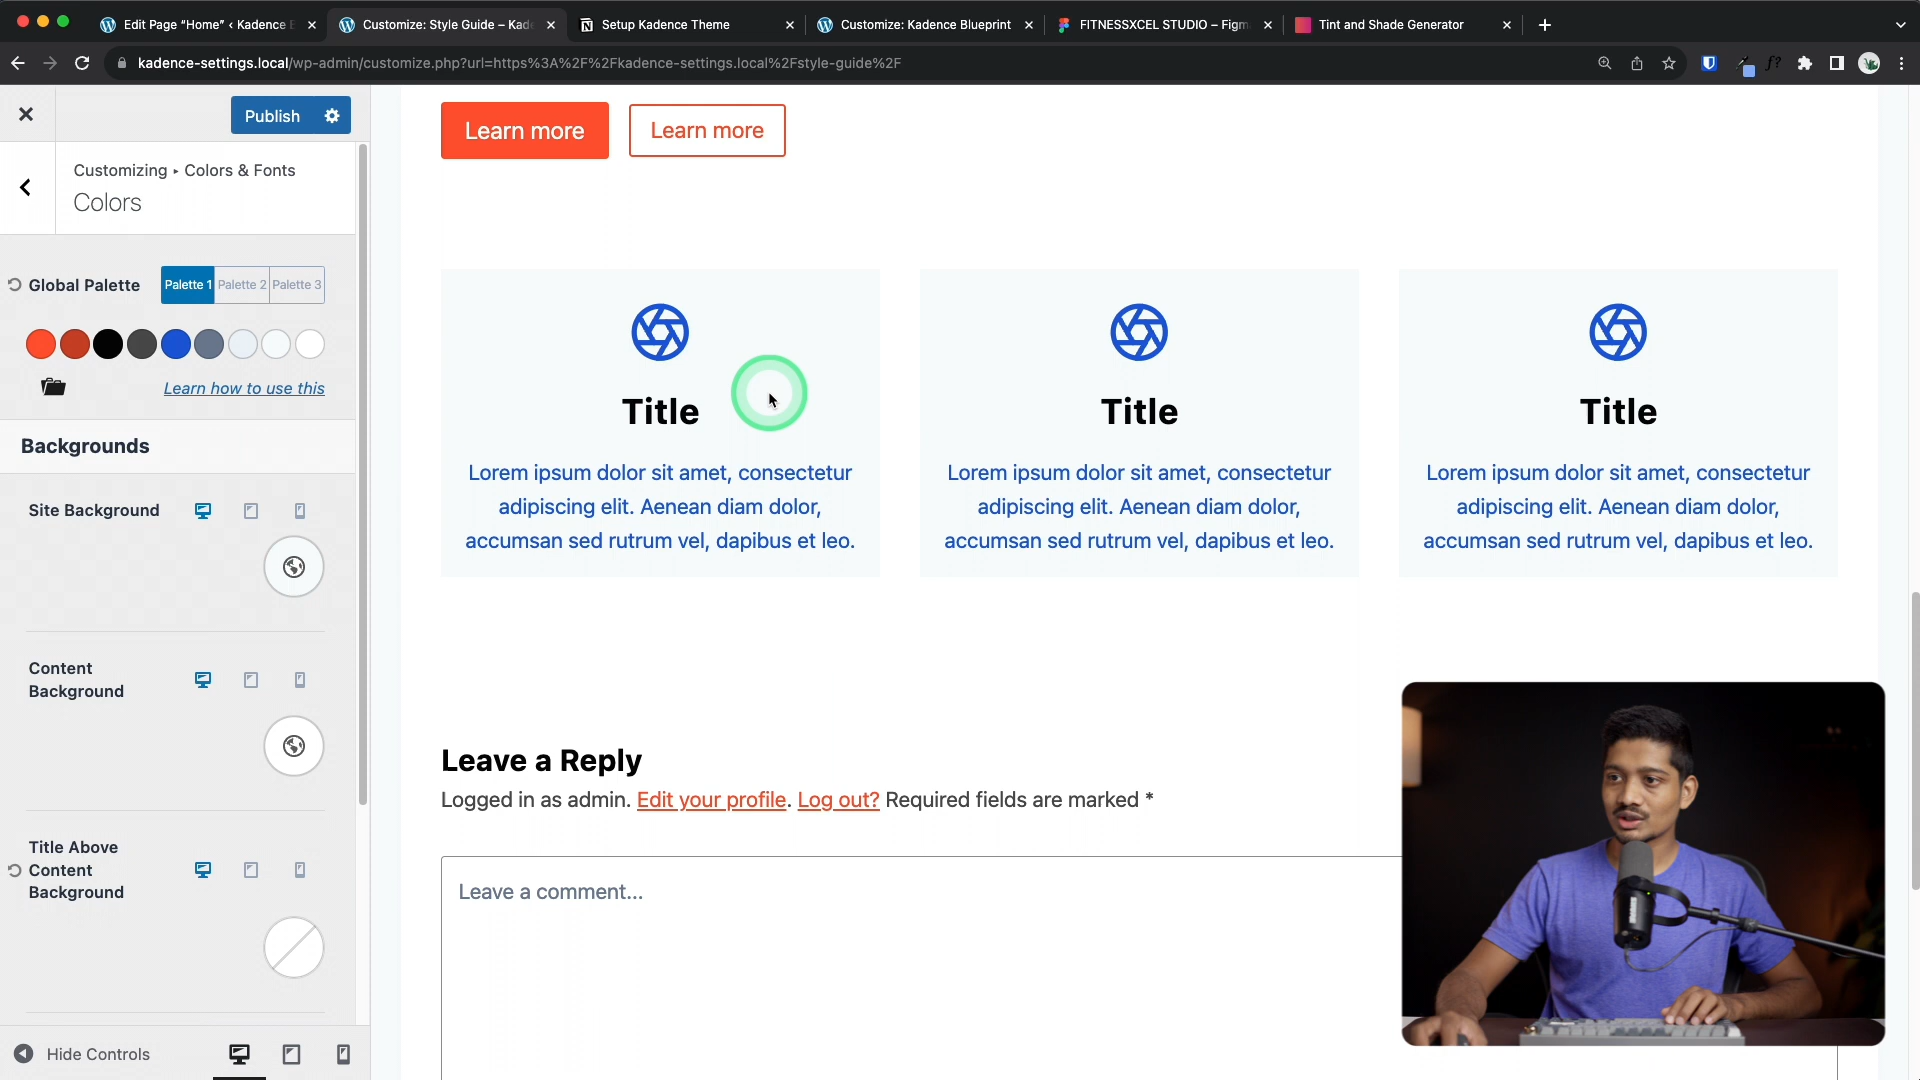 Edit Page "Home" ‹ Kadence B
Customize: Style Guide – Kade
Setup Kadence Theme
Customize: Kadence Blueprint
FITNESSXCEL STUDIO – Figm
Tint and Shade Generator
kadence-settings.local/wp-admin/customize.php?url=https%3A%2F%2Fkadence-settings.local%2Fstyle-guide%2F
Publish
Customizing ▸ Colors & Fonts
Colors
Global Palette
Palette 1 Palette 2 Palette 3
Learn how to use this
Backgrounds
Site Background
Content
Background
Title Above
Content
Background
Hide Controls
Learn more
Learn more
Title
Lorem ipsum dolor sit amet, consectetur
adipiscing elit. Aenean diam dolor,
accumsan sed rutrum vel, dapibus et leo.
Title
Lorem ipsum dolor sit amet, consectetur
adipiscing elit. Aenean diam dolor,
accumsan sed rutrum vel, dapibus et leo.
Title
Lorem ipsum dolor sit amet, consectetur
adipiscing elit. Aenean diam dolor,
accumsan sed rutrum vel, dapibus et leo.
Leave a Reply
Logged in as admin. Edit your profile. Log out? Required fields are marked *
Leave a comment...